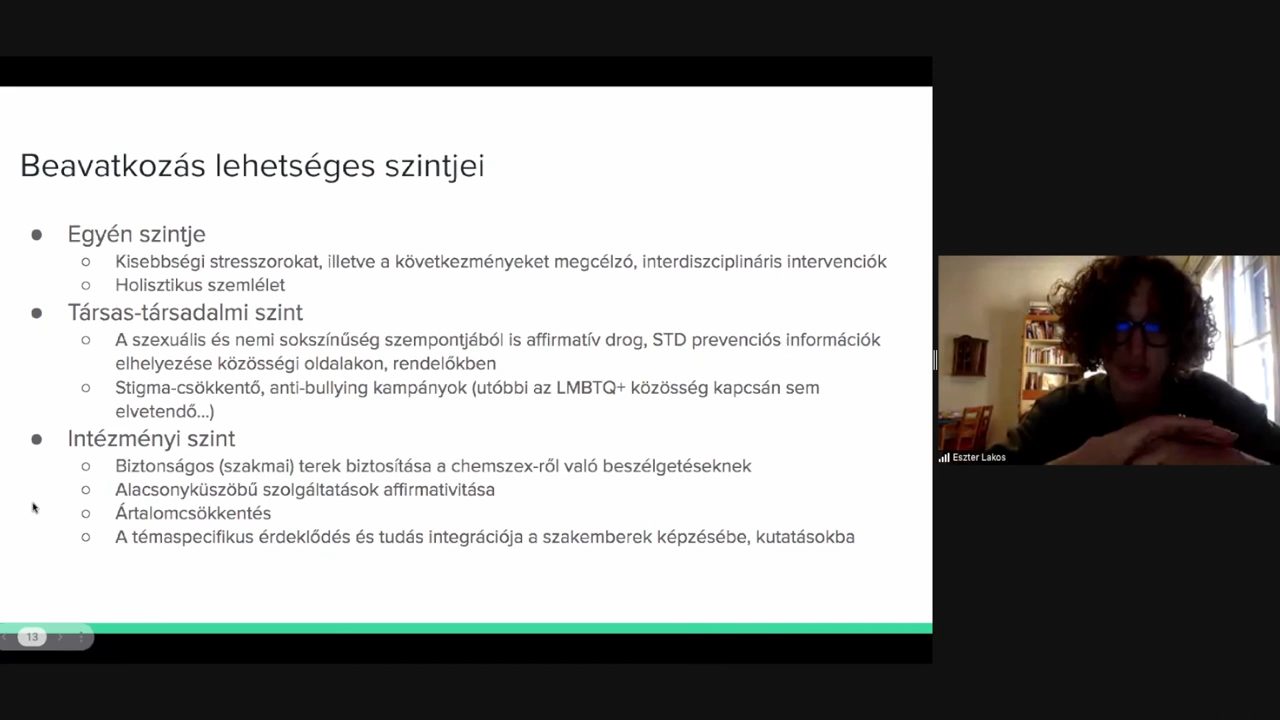 Beavatkozás lehetséges szintjei
● Egyén szintje
○ Kisebbségi stresszorokat, illetve a következményeket megcélzó, interdiszciplináris intervenciók
○ Holisztikus szemlélet
● Társas-társadalmi szint
○ A szexuális és nemi sokszínűség szempontjából is affirmatív drog, STD prevenciós információk
elhelyezése közösségi oldalakon, rendelőkben
○ Stigma-csökkentő, anti-bullying kampányok (utóbbi az LMBTQ+ közösség kapcsán sem
elvetendő...)
● Intézményi szint
○ Biztonságos (szakmai) terek biztosítása a chemszex-ről való beszélgetéseknek
○ Alacsonyküszöbű szolgáltatások affirmativitása
○ Ártalomcsökkentés
○ A témaspecifikus érdeklődés és tudás integrációja a szakemberek képzésébe, kutatásokba
13
Eszter Lakos